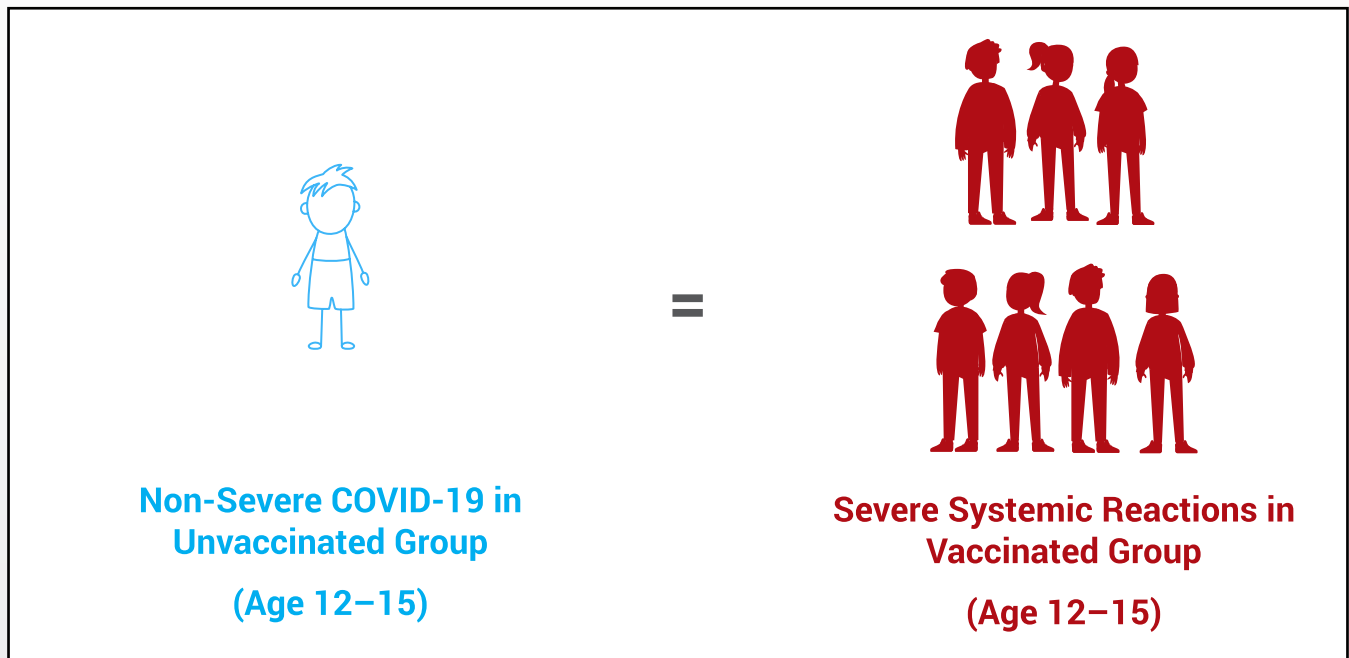 =
Non-Severe COVID-19 in
Unvaccinated Group
(Age 12–15)
Severe Systemic Reactions in
Vaccinated Group
(Age 12–15)